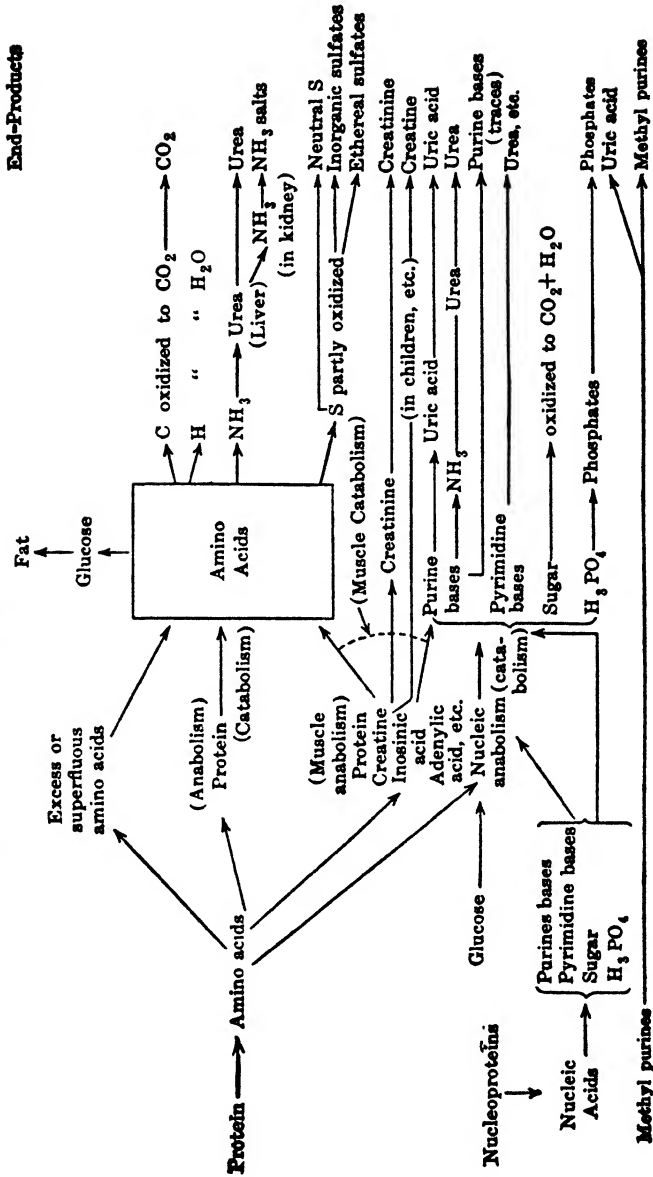 End-Products
Fat
Glucose
Excess or
superfluous
amino acids
Amino
Acids
C oxidized to CO₂ CO₂
H " " H₂O
NH₃ Urea Urea
(Liver) NH₃ NH₃ salts
(in kidney)
(Anabolism)
Protein
(Catabolism)
Protein
Amino acids
S partly oxidized
Neutral S
Inorganic sulfates
Ethereal sulfates
(Muscle Catabolism)
(Muscle
anabolism)
Protein
Creatine
Inosinic
acid
Adenylic
acid, etc.
Creatinine Creatinine
(in children, etc.) Creatine
Purine
bases
Uric acid Uric acid
NH₃ Urea Urea
Purine bases
(traces)
Pyrimidine
bases
Urea, etc.
Glucose
Nucleic
anabolism (cata-
bolism)
Sugar oxidized to CO₂+ H₂O
H₃PO₄ Phosphates Phosphates
Uric acid
Nucleoproteins
Nucleic
Acids
Purines bases
Pyrimidine bases
Sugar
H₃PO₄
Methyl purines Methyl purines